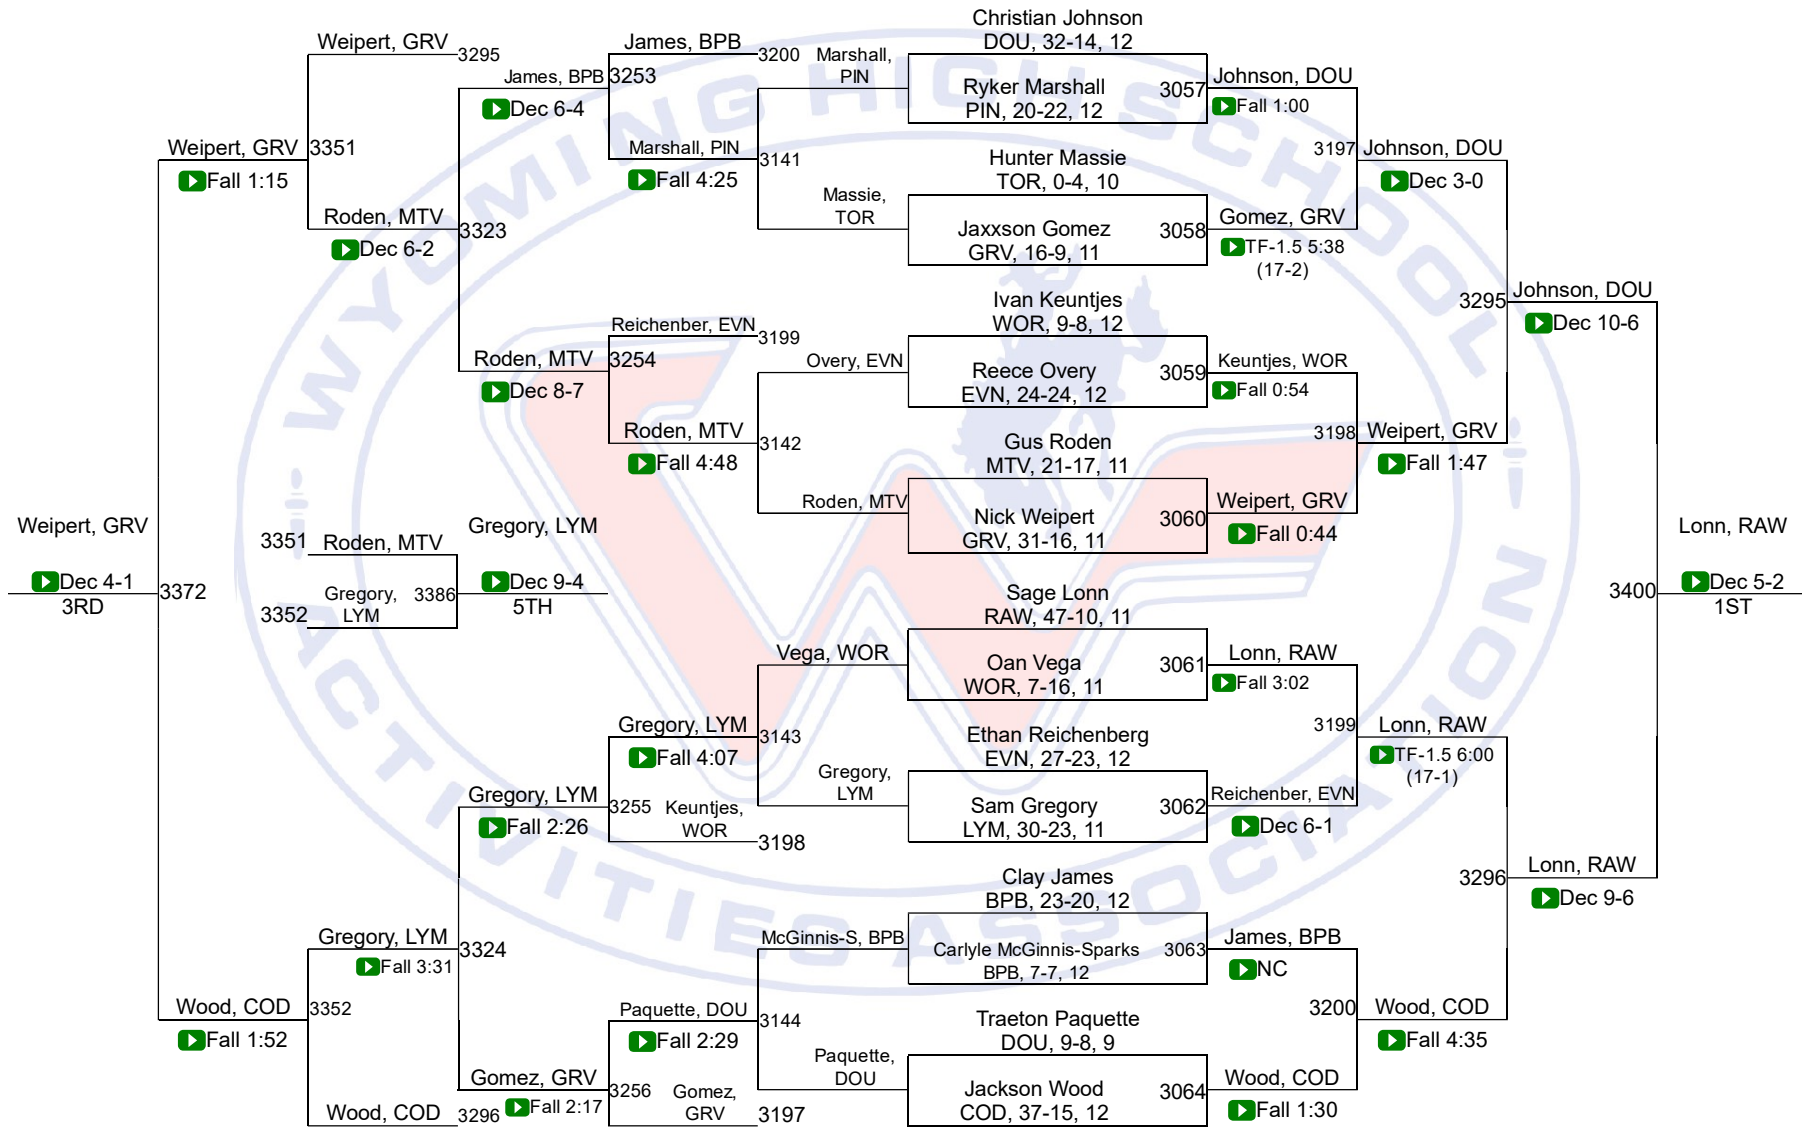 WYOMING HIGH SCHOOL
ACTIVITIES ASSOCIATION
Christian Johnson
DOU, 32-14, 12
Ryker Marshall
PIN, 20-22, 12
3057
Hunter Massie
TOR, 0-4, 10
Jaxxson Gomez
GRV, 16-9, 11
3058
Ivan Keuntjes
WOR, 9-8, 12
Reece Overy
EVN, 24-24, 12
3059
Gus Roden
MTV, 21-17, 11
Nick Weipert
GRV, 31-16, 11
3060
Sage Lonn
RAW, 47-10, 11
Oan Vega
WOR, 7-16, 11
3061
Ethan Reichenberg
EVN, 27-23, 12
Sam Gregory
LYM, 30-23, 11
3062
Clay James
BPB, 23-20, 12
Carlyle McGinnis-Sparks
BPB, 7-7, 12
3063
Traeton Paquette
DOU, 9-8, 9
Jackson Wood
COD, 37-15, 12
3064
Johnson, DOU
Fall 1:00
Gomez, GRV
TF-1.5 5:38
(17-2)
Keuntjes, WOR
Fall 0:54
Weipert, GRV
Fall 0:44
Lonn, RAW
Fall 3:02
Reichenber, EVN
Dec 6-1
James, BPB
NC
Wood, COD
Fall 1:30
3197
Johnson, DOU
Dec 3-0
3198
Weipert, GRV
Fall 1:47
3199
Lonn, RAW
TF-1.5 6:00
(17-1)
3200
Wood, COD
Fall 4:35
3295
Johnson, DOU
Dec 10-6
3296
Lonn, RAW
Dec 9-6
3400
Lonn, RAW
Dec 5-2
1ST
Marshall,
PIN
Massie,
TOR
Overy, EVN
Roden, MTV
Vega, WOR
Gregory,
LYM
McGinnis-S, BPB
Paquette,
DOU
James, BPB
3200
Marshall, PIN
3141
Fall 4:25
Reichenber, EVN
3199
Roden, MTV
3142
Fall 4:48
Gregory, LYM
3143
Fall 4:07
Keuntjes,
WOR
3198
Paquette, DOU
3144
Fall 2:29
Gomez,
GRV
3197
James, BPB
3253
Dec 6-4
Roden, MTV
3254
Dec 8-7
Gregory, LYM
3255
Fall 2:26
Gomez, GRV
3256
Fall 2:17
Weipert, GRV
3295
Roden, MTV
3323
Dec 6-2
Gregory, LYM
3324
Fall 3:31
Wood, COD
3296
Weipert, GRV
3351
Fall 1:15
Wood, COD
3352
Fall 1:52
Weipert, GRV
Dec 4-1
3RD
3372
3351
Roden, MTV
3352
Gregory,
LYM
3386
Gregory, LYM
Dec 9-4
5TH